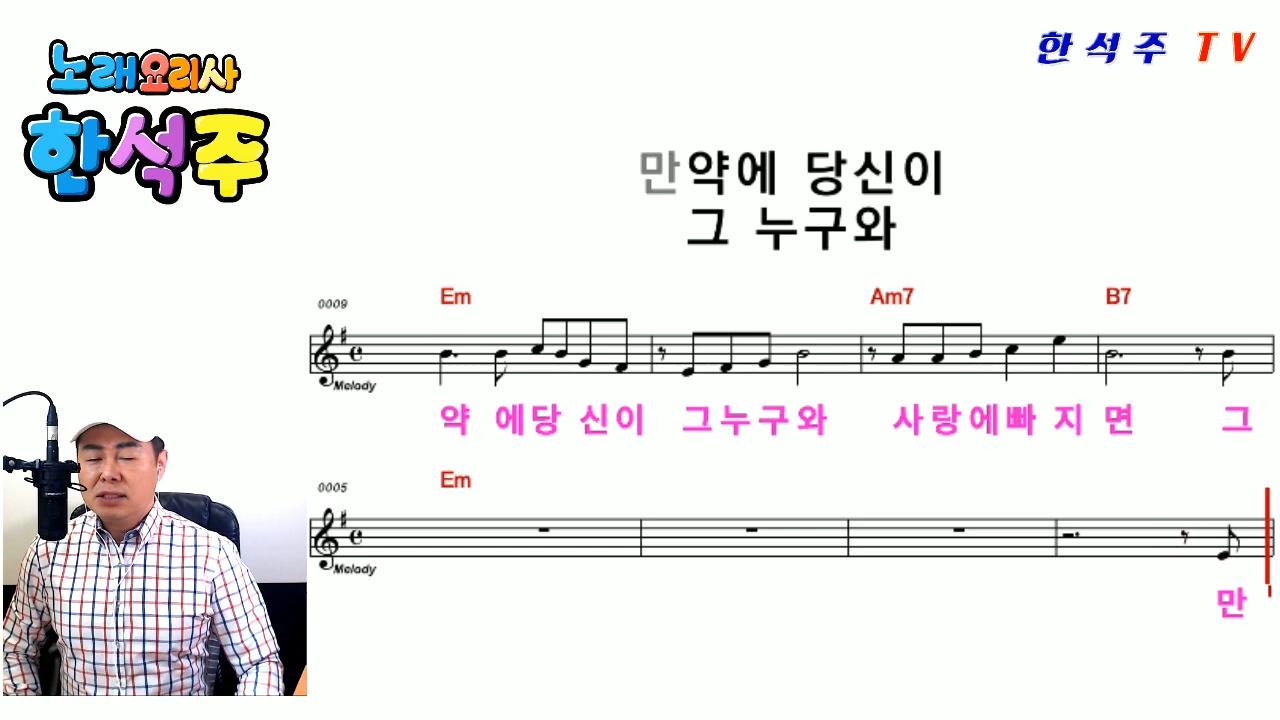 노래요리사
한석주
한석주 TV
만약에 당신이
그 누구와
0009
Em Am7 B7
Melody
약 에당 신이 그누구와 사랑에빠 지 면 그
0005
Em
Melody
만